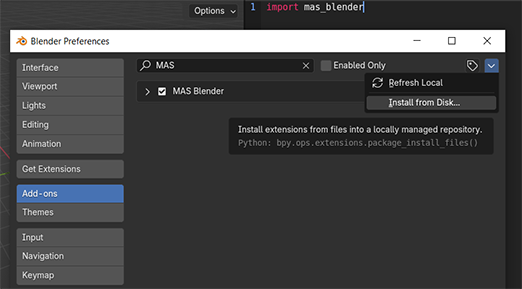 Options
1 import mas_blender
Blender Preferences
Interface
MAS
Enabled Only
Viewport
Refresh Local
Lights
MAS Blender
Install from Disk...
Editing
Animation
Install extensions from files into a locally managed repository.
Python: bpy.ops.extensions.package_install_files()
Get Extensions
Add-ons
Themes
Input
Navigation
Keymap